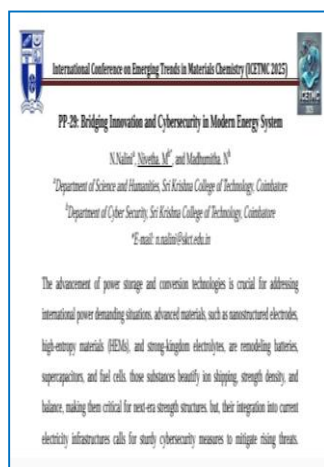 International Conference on Emerging Trends in Materials Chemistry (ICETMC 2025)
ICETMC
2025
PP-29: Bridging Innovation and Cybersecurity in Modern Energy System
N.Nalini^a, Nivetha. M^b*, and Madhumitha. N^b
^aDepartment of Science and Humanities, Sri Krishna College of Technology, Coimbatore
^bDepartment of Cyber Security, Sri Krishna College of Technology, Coimbatore
*E-mail: n.nalini@skct.edu.in
The advancement of power storage and conversion technologies is crucial for addressing
international power demanding situations. advanced materials, such as nanostructured electrodes,
high-entropy materials (HEMs), and strong-kingdom electrolytes, are remodeling batteries,
supercapacitors, and fuel cells. those substances beautify ion shipping, strength density, and
balance, making them critical for next-era strength structures. but, their integration into current
electricity infrastructures calls for sturdy cybersecurity measures to mitigate rising threats.